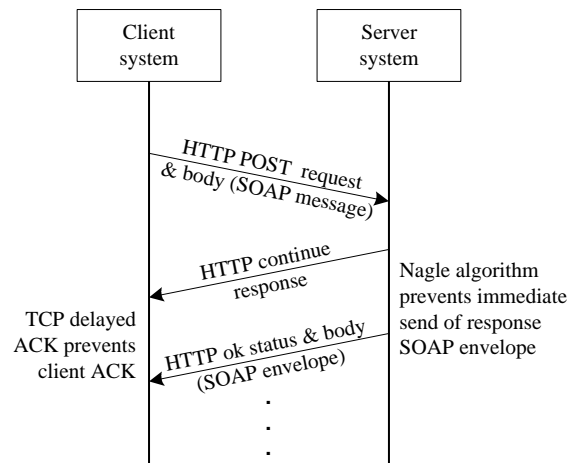 Client
system
Server
system
HTTP POST request
& body (SOAP message)
HTTP continue
response
Nagle algorithm
prevents immediate
send of response
SOAP envelope
TCP delayed
ACK prevents
client ACK
HTTP ok status & body
(SOAP envelope)